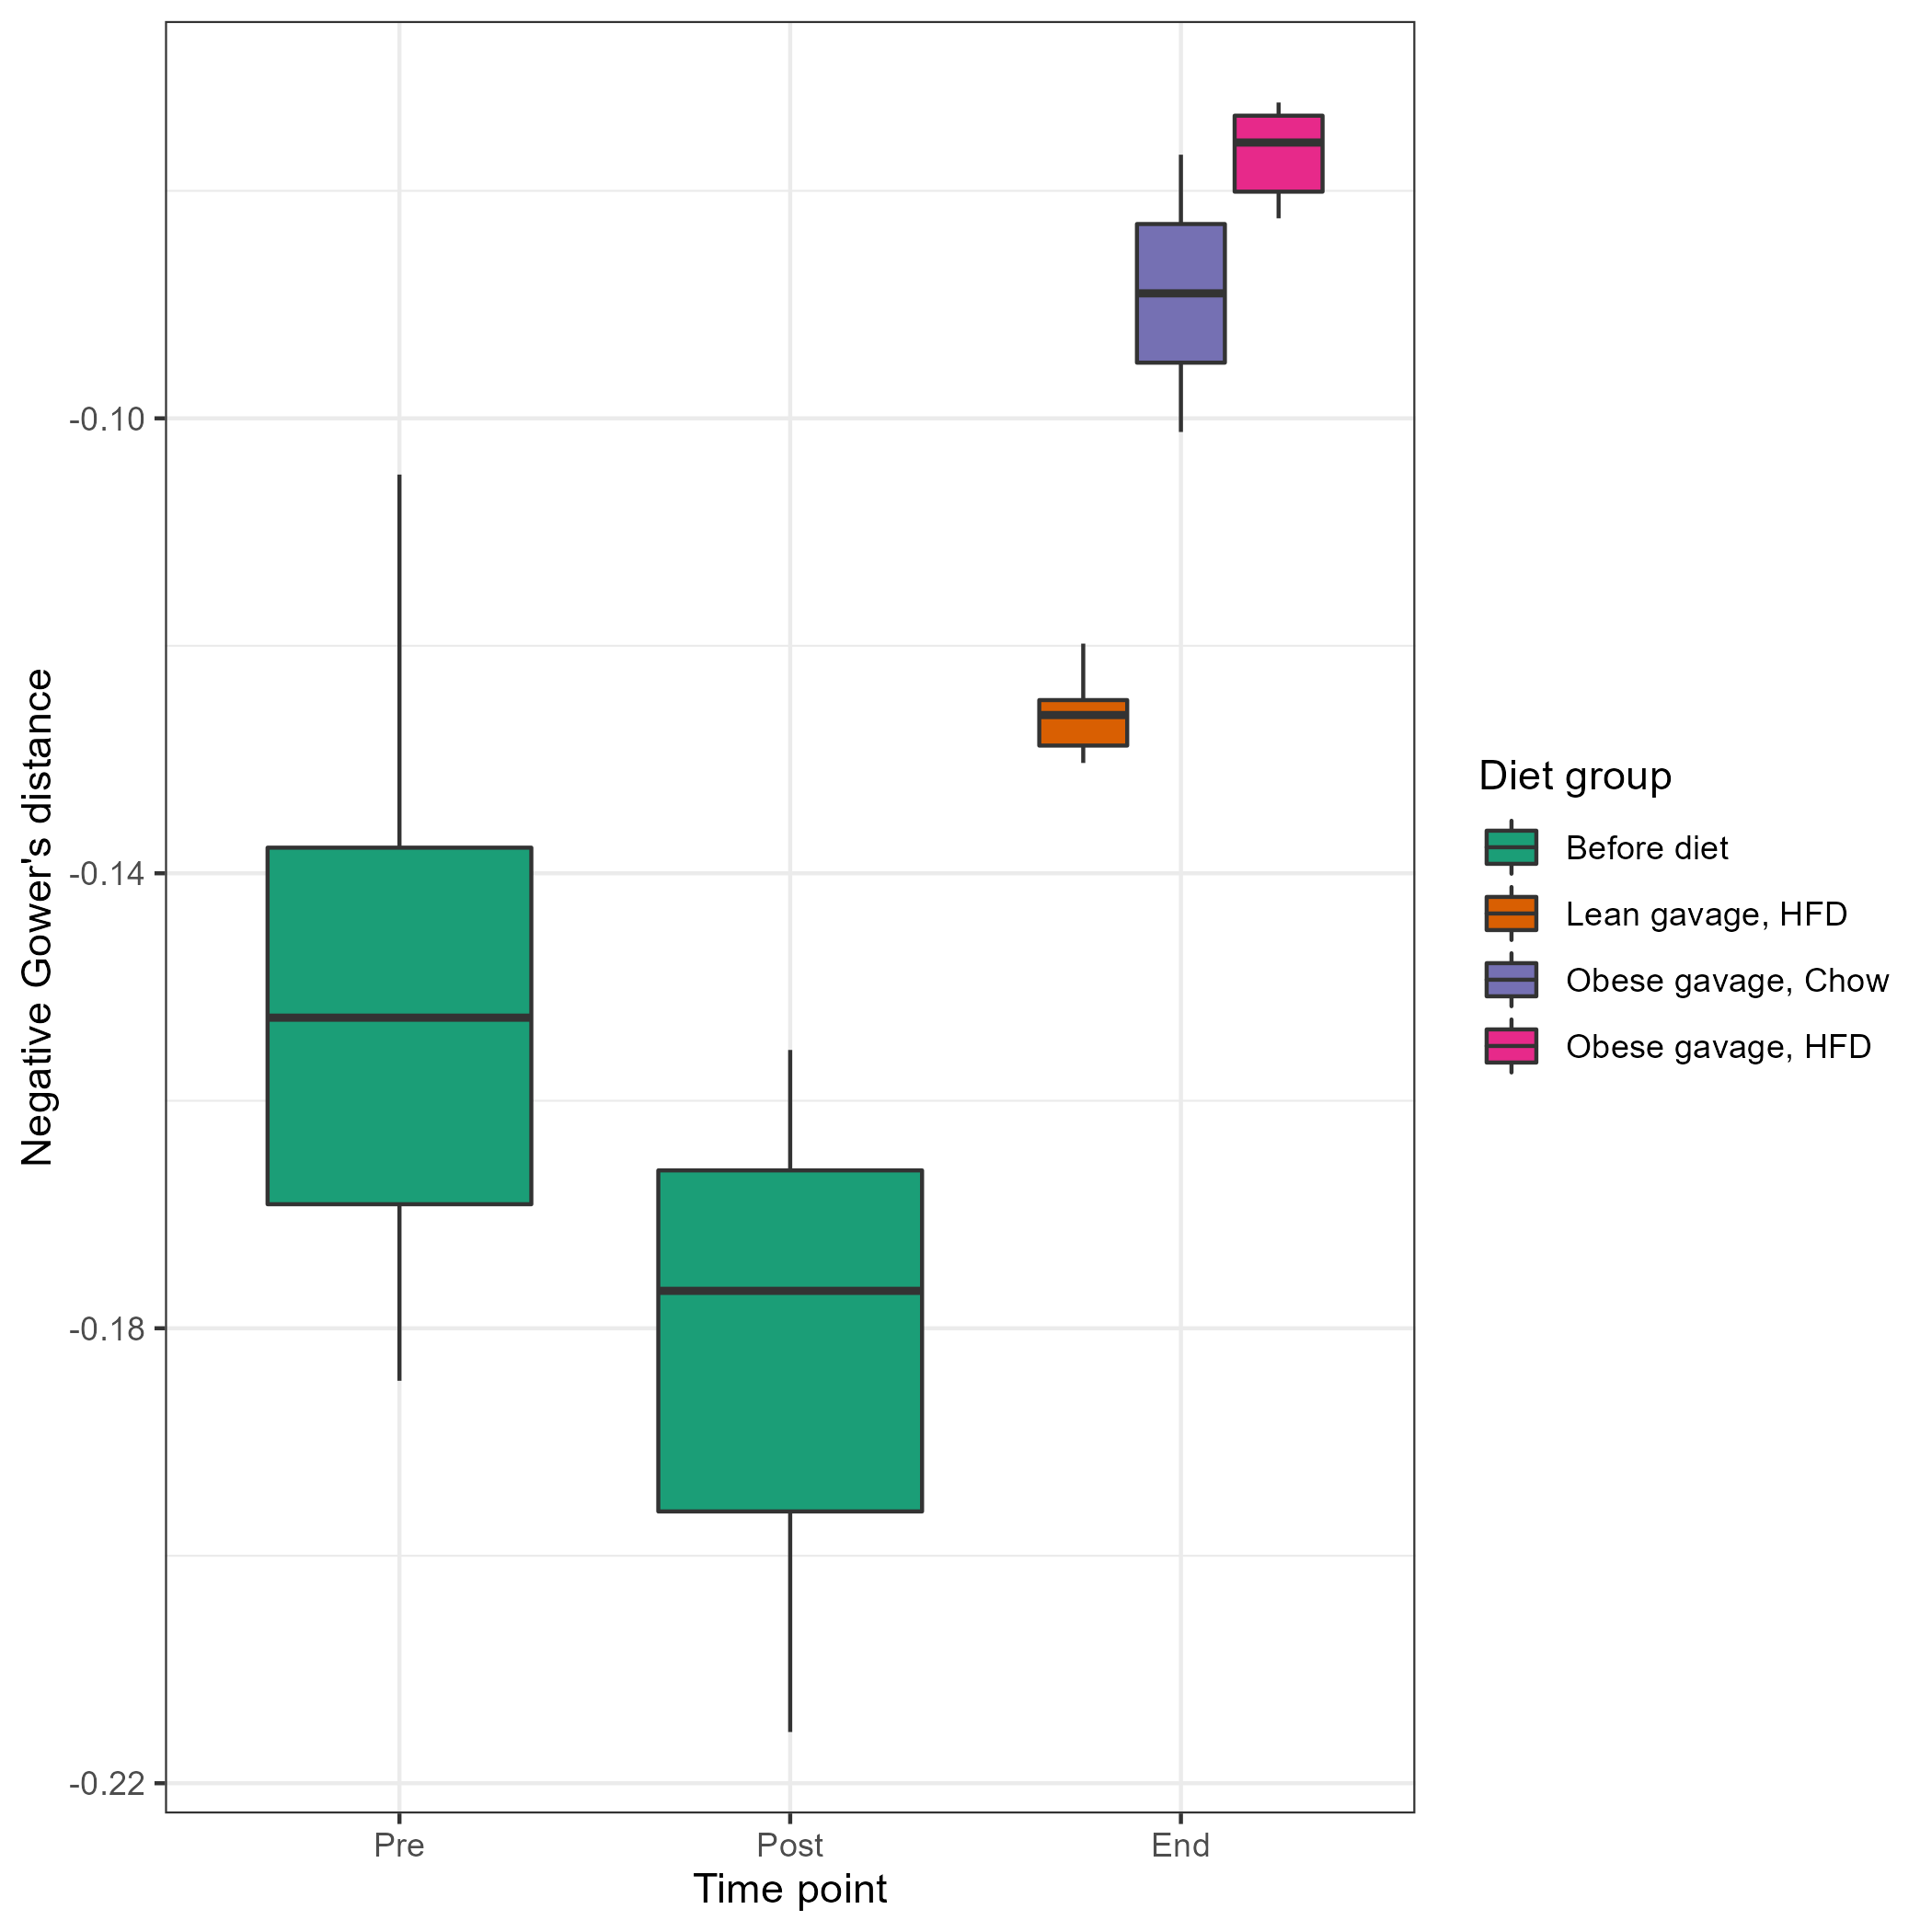 Negative Gower's distance
-0.10
-0.14
-0.18
-0.22
Pre
Post
End
Time point
Diet group
Before diet
Lean gavage, HFD
Obese gavage, Chow
Obese gavage, HFD